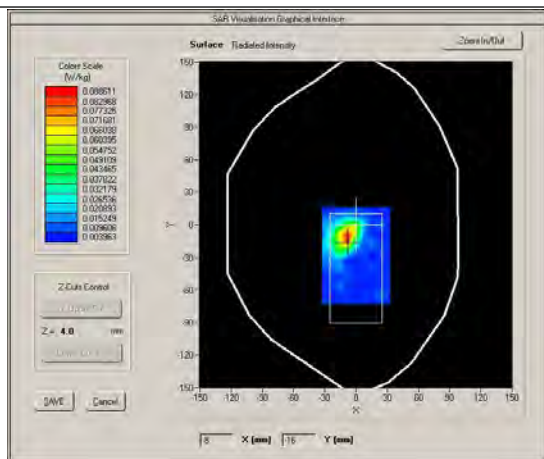 SAR Visualisation Graphical Interface
Surface Radiated Intensity
Zoom In/Out
Colors Scale
(W/kg)
0.088611
0.082968
0.077325
0.071681
0.066038
0.060395
0.054752
0.049109
0.043465
0.037822
0.032179
0.026536
0.020893
0.015249
0.009606
0.003963
150
120
90
60
30
0
-30
-60
-90
-120
-150
Y
-150 -120 -90 -60 -30 0 30 60 90 120 150
X
Z-Cuts Control
Z = 4.0 mm
SAVE Cancel
-8 X (mm) -16 Y (mm)